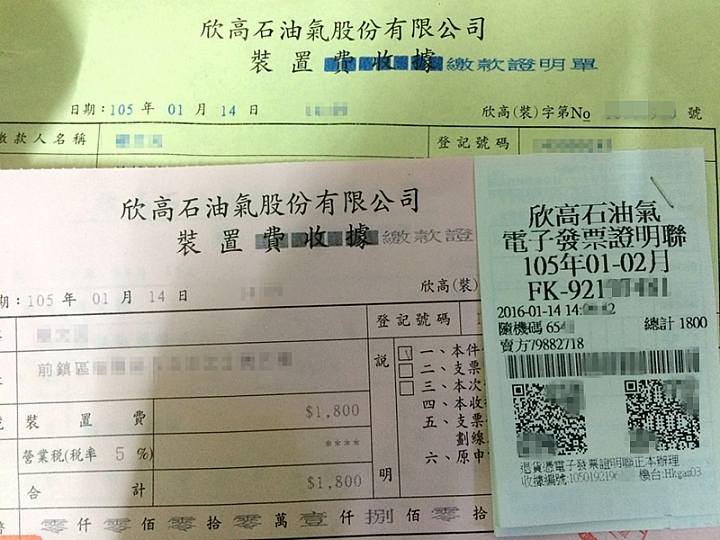 欣高石油氣股份有限公司
裝置費收據繳款證明單
日期：105 年 01 月 14 日
欣高(裝)字第No 號
繳款人名稱
登記號碼
欣高石油氣股份有限公司
裝置費收據繳款證
期：105 年 01 月 14 日
欣高(裝)
登記號碼
前鎮區
裝置費 $1,800
營業稅(稅率 5 %) ****
合計 $1,800
零仟零佰零拾零萬壹仟捌佰零拾
說明
一、本件
二、支票
三、本次
四、本收
五、支票
劃線
六、原申
欣高石油氣
電子發票證明聯
105年01-02月
FK-921
2016-01-14 14:
隨機碼 65
總計 1800
賣方79882718
退貨憑電子發票證明聯正本辦理
收據編號:1050192196 機台:Hkgas03